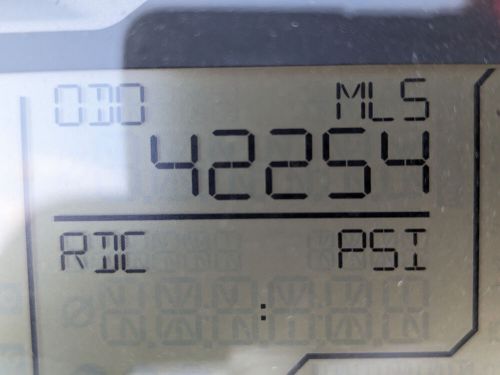 ODO MLS
42254
RDC PSI
: